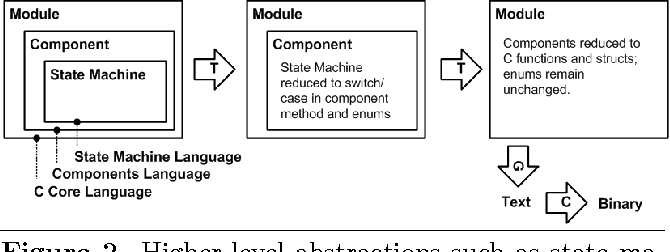 Module
Component
State Machine
State Machine Language
Components Language
C Core Language
T
Module
Component
State Machine
reduced to switch/
case in component
method and enums
T
Module
Components reduced to
C functions and structs;
enums remain
unchanged.
G
Text
C
Binary
Figure 2. Higher-level abstractions such as state ma-